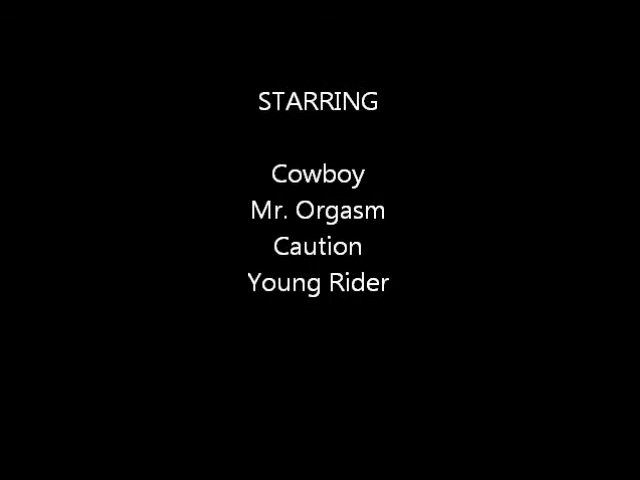 STARRING
Cowboy
Mr. Orgasm
Caution
Young Rider